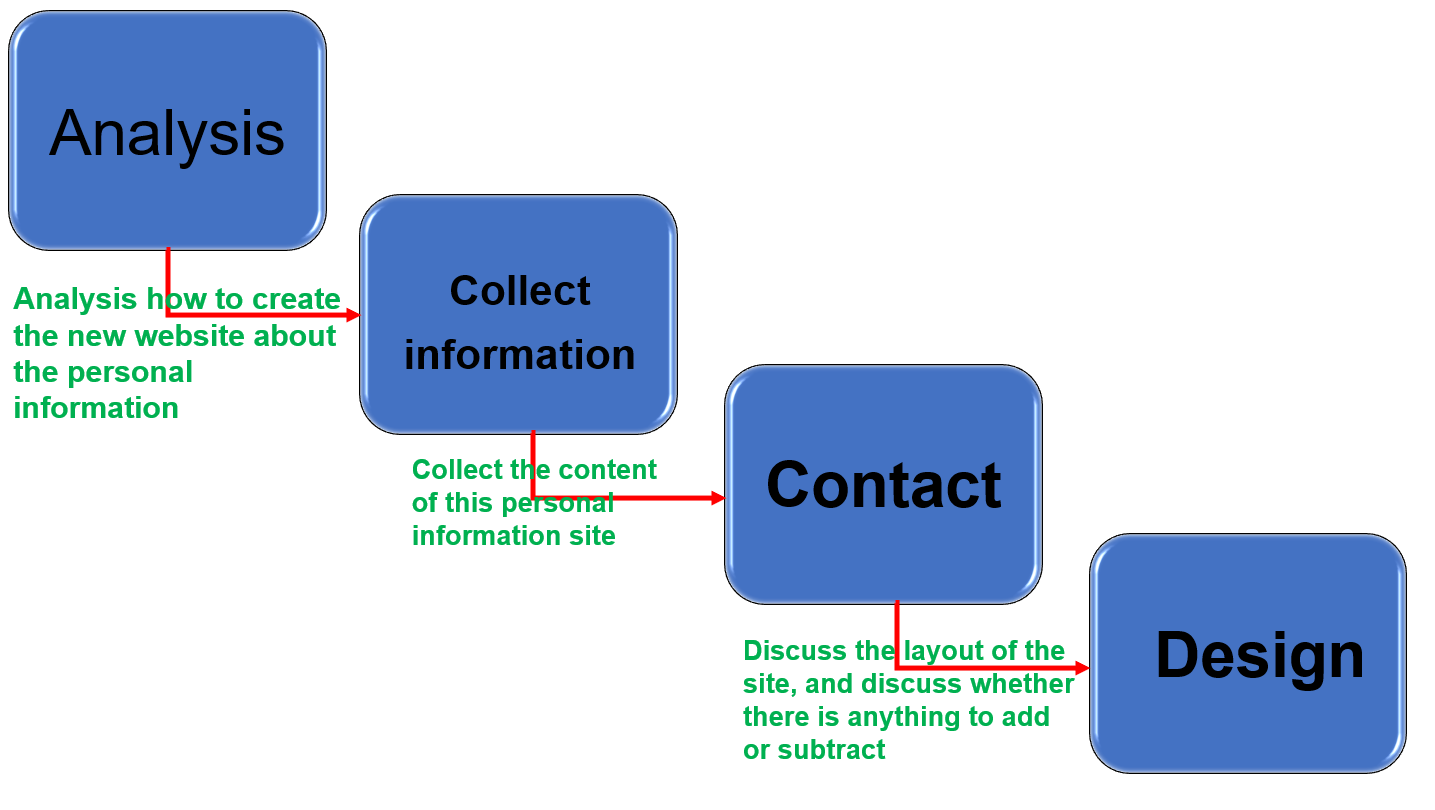 Analysis
Analysis how to create
the new website about
the personal
information
Collect
information
Collect the content
of this personal
information site
Contact
Discuss the layout of the
site, and discuss whether
there is anything to add
or subtract
Design